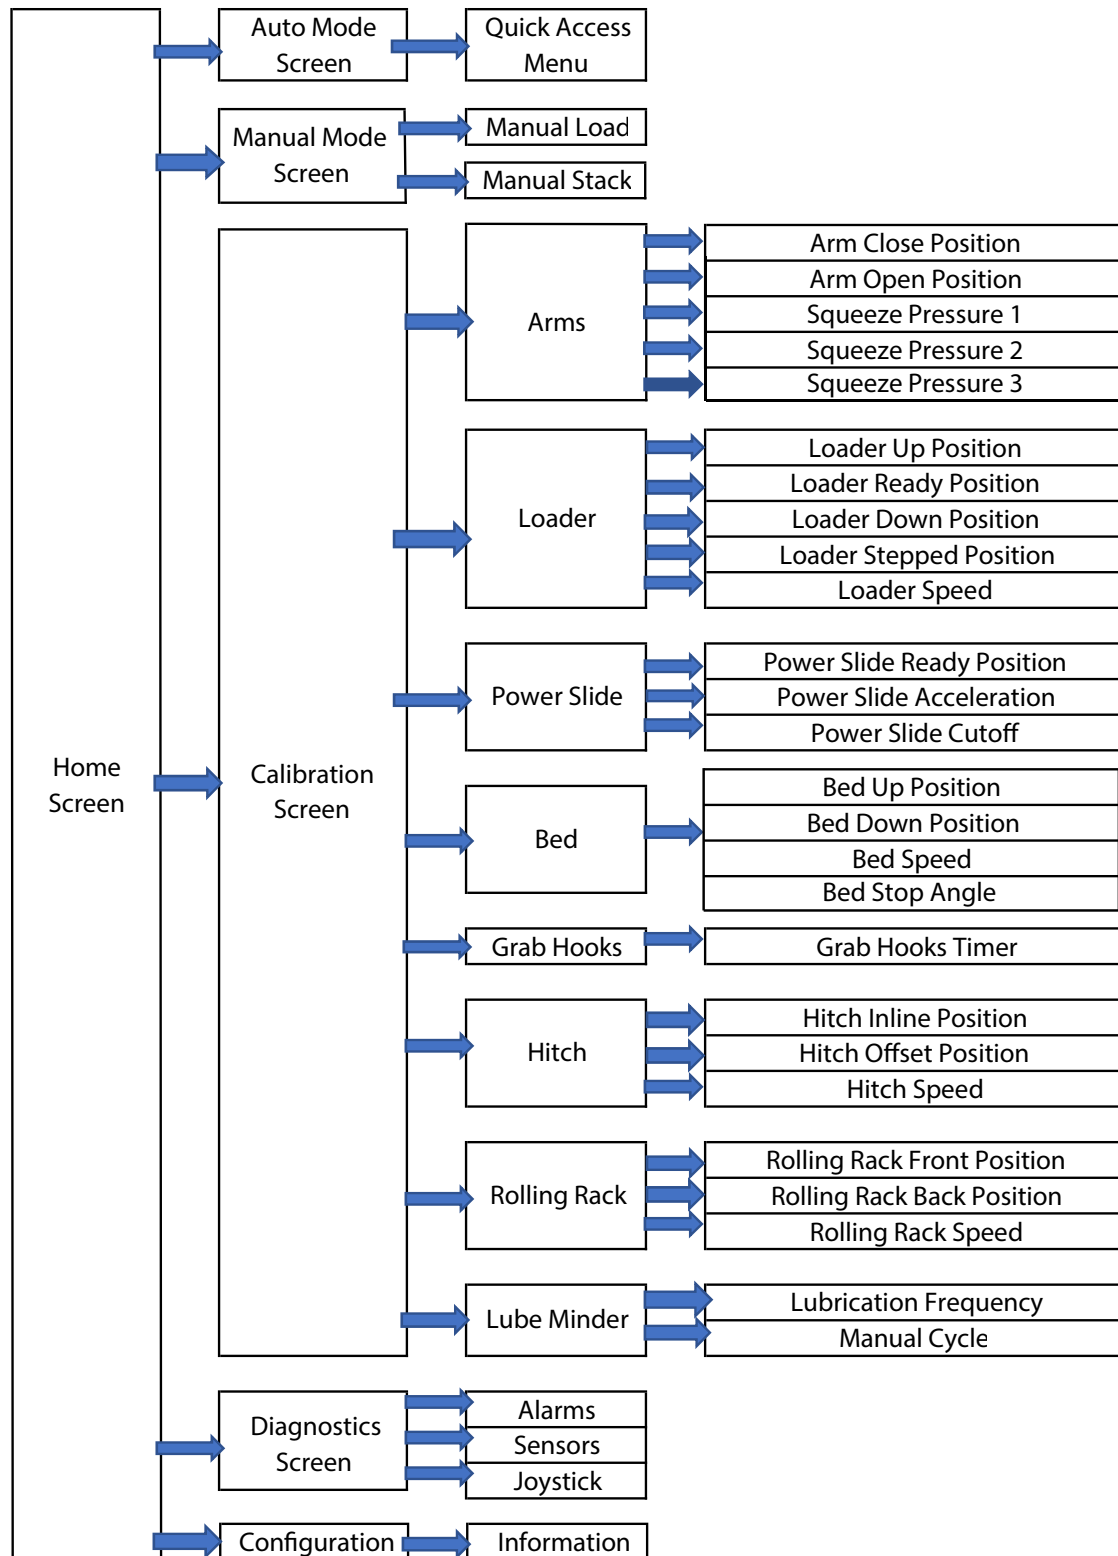 Auto Mode
Screen
Quick Access
Menu
Manual Mode
Screen
Manual Load
Manual Stack
Home
Screen
Calibration
Screen
Arms
Arm Close Position
Arm Open Position
Squeeze Pressure 1
Squeeze Pressure 2
Squeeze Pressure 3
Loader
Loader Up Position
Loader Ready Position
Loader Down Position
Loader Stepped Position
Loader Speed
Power Slide
Power Slide Ready Position
Power Slide Acceleration
Power Slide Cutoff
Bed
Bed Up Position
Bed Down Position
Bed Speed
Bed Stop Angle
Grab Hooks
Grab Hooks Timer
Hitch
Hitch Inline Position
Hitch Offset Position
Hitch Speed
Rolling Rack
Rolling Rack Front Position
Rolling Rack Back Position
Rolling Rack Speed
Lube Minder
Lubrication Frequency
Manual Cycle
Diagnostics
Screen
Alarms
Sensors
Joystick
Configuration
Information